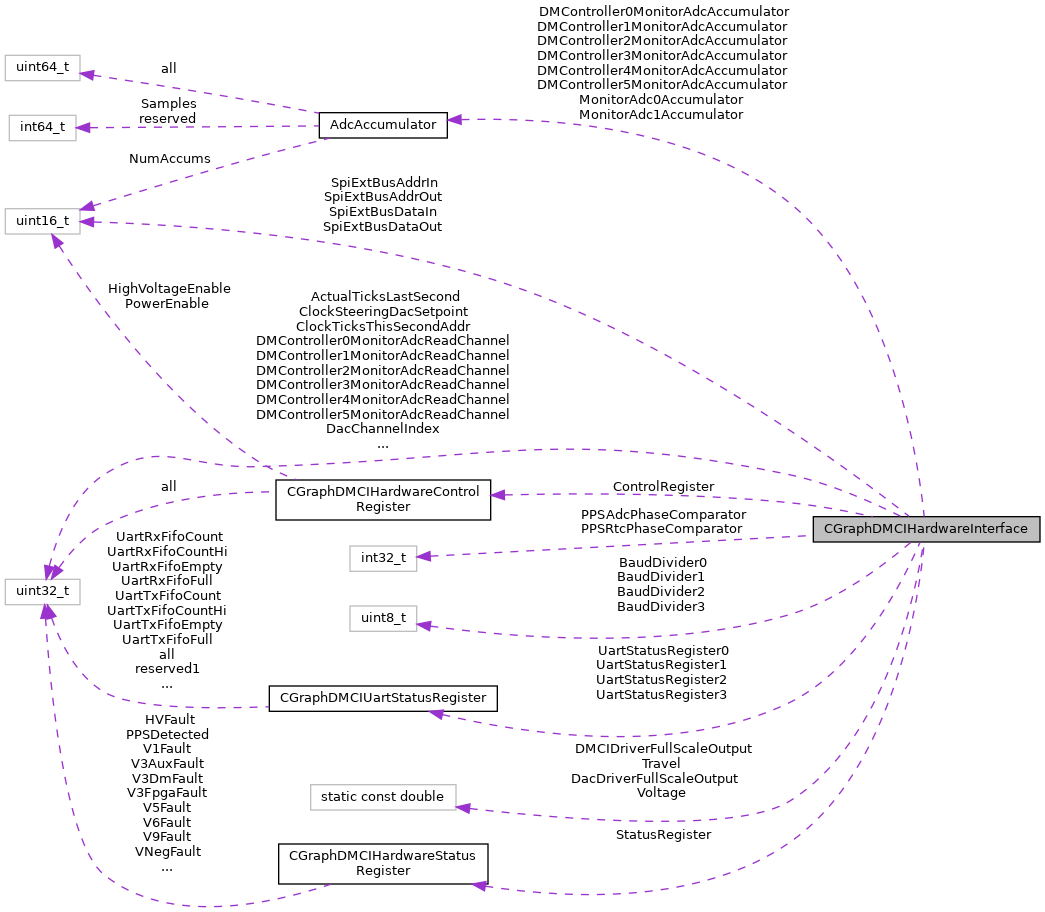 DMController0MonitorAdcAccumulator
DMController1MonitorAdcAccumulator
DMController2MonitorAdcAccumulator
DMController3MonitorAdcAccumulator
DMController4MonitorAdcAccumulator
DMController5MonitorAdcAccumulator
MonitorAdc0Accumulator
MonitorAdc1Accumulator
uint64_t
all
Samples
reserved
int64_t
AdcAccumulator
NumAccums
SpiExtBusAddrIn
SpiExtBusAddrOut
SpiExtBusDataIn
SpiExtBusDataOut
uint16_t
HighVoltageEnable
PowerEnable
ActualTicksLastSecond
ClockSteeringDacSetpoint
ClockTicksThisSecondAddr
DMController0MonitorAdcReadChannel
DMController1MonitorAdcReadChannel
DMController2MonitorAdcReadChannel
DMController3MonitorAdcReadChannel
DMController4MonitorAdcReadChannel
DMController5MonitorAdcReadChannel
DacChannelIndex
...
all
CGraphDMCIHardwareControl
Register
ControlRegister
PPSAdcPhaseComparator
PPSRtcPhaseComparator
CGraphDMCIHardwareInterface
int32_t
UartRxFifoCount
UartRxFifoCountHi
UartRxFifoEmpty
UartRxFifoFull
UartTxFifoCount
UartTxFifoCountHi
UartTxFifoEmpty
UartTxFifoFull
all
reserved1
...
BaudDivider0
BaudDivider1
BaudDivider2
BaudDivider3
uint32_t
uint8_t
UartStatusRegister0
UartStatusRegister1
UartStatusRegister2
UartStatusRegister3
CGraphDMCIUartStatusRegister
HVFault
PPSDetected
V1Fault
V3AuxFault
V3DmFault
V3FpgaFault
V5Fault
V6Fault
V9Fault
VNegFault
...
DMCIDriverFullScaleOutput
Travel
DacDriverFullScaleOutput
Voltage
static const double
StatusRegister
CGraphDMCIHardwareStatus
Register